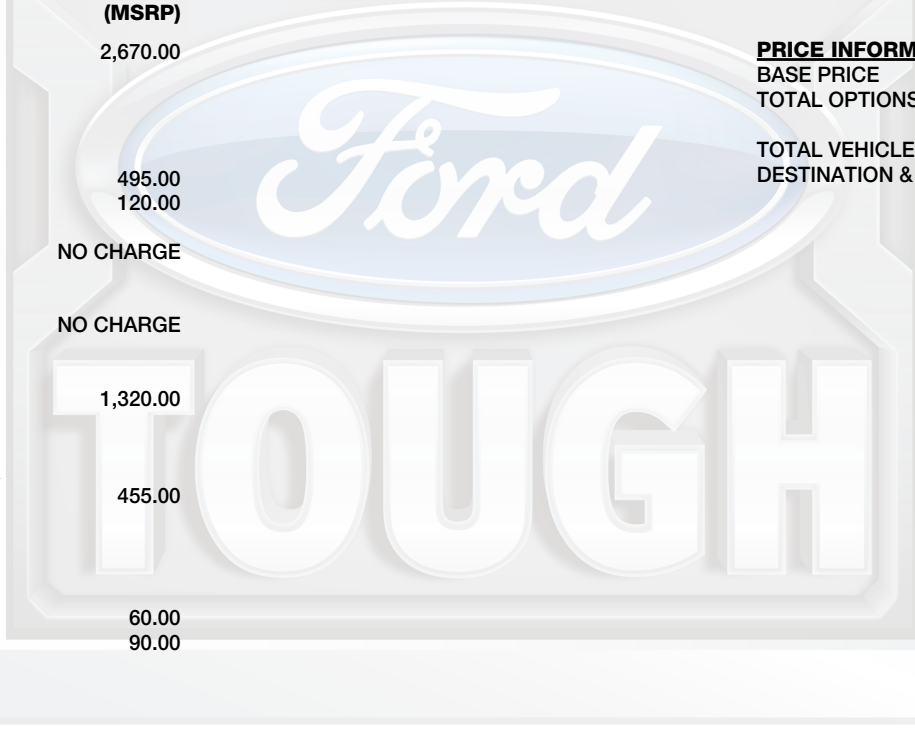 (MSRP)
2,670.00
495.00
120.00
NO CHARGE
NO CHARGE
1,320.00
455.00
60.00
90.00
PRICE INFORM
BASE PRICE
TOTAL OPTIONS
TOTAL VEHICLE
DESTINATION &
Ford
TOUGH